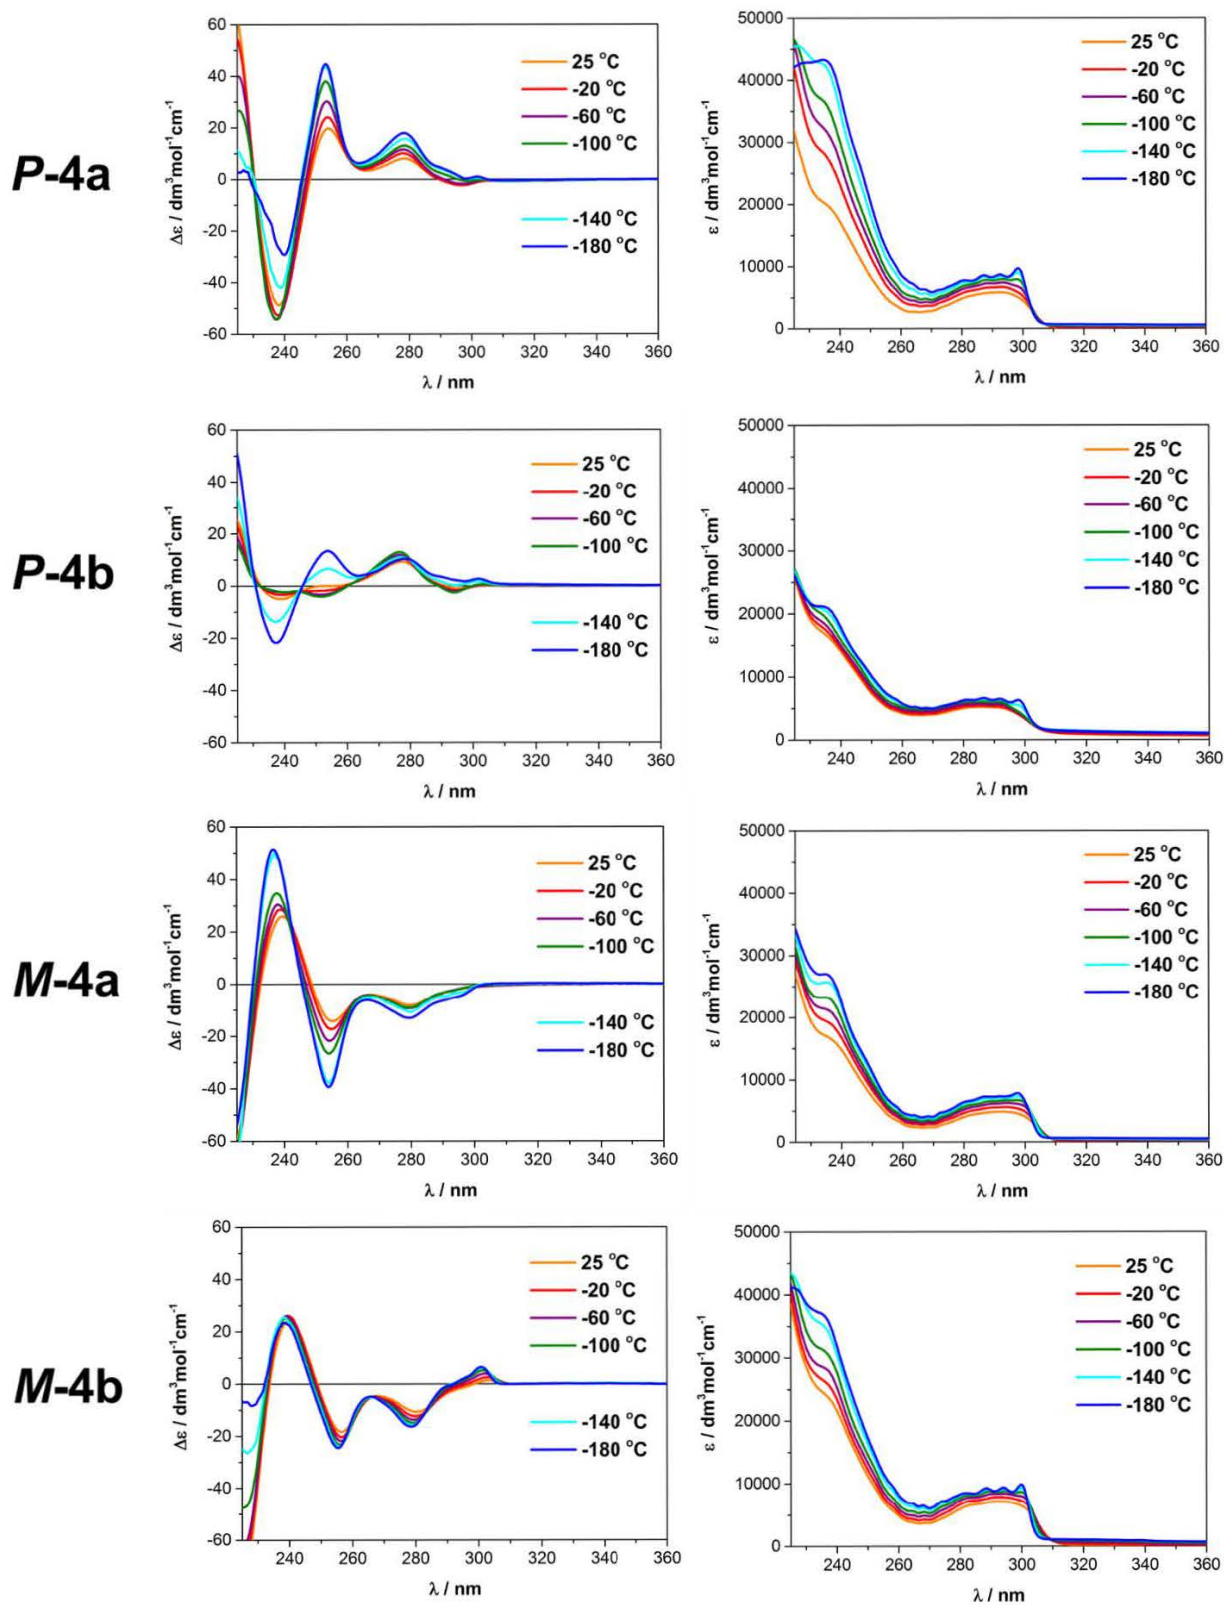 P-4a
60
40
20
0
-20
-40
-60
Δε / dm³mol⁻¹cm⁻¹
25 °C
-20 °C
-60 °C
-100 °C
-140 °C
-180 °C
240 260 280 300 320 340 360
λ / nm
50000
40000
30000
20000
10000
0
ε / dm³mol⁻¹cm⁻¹
25 °C
-20 °C
-60 °C
-100 °C
-140 °C
-180 °C
240 260 280 300 320 340 360
λ / nm
P-4b
60
40
20
0
-20
-40
-60
Δε / dm³mol⁻¹cm⁻¹
25 °C
-20 °C
-60 °C
-100 °C
-140 °C
-180 °C
240 260 280 300 320 340 360
λ / nm
50000
40000
30000
20000
10000
0
ε / dm³mol⁻¹cm⁻¹
25 °C
-20 °C
-60 °C
-100 °C
-140 °C
-180 °C
240 260 280 300 320 340 360
λ / nm
M-4a
60
40
20
0
-20
-40
-60
Δε / dm³mol⁻¹cm⁻¹
25 °C
-20 °C
-60 °C
-100 °C
-140 °C
-180 °C
240 260 280 300 320 340 360
λ / nm
50000
40000
30000
20000
10000
0
ε / dm³mol⁻¹cm⁻¹
25 °C
-20 °C
-60 °C
-100 °C
-140 °C
-180 °C
240 260 280 300 320 340 360
λ / nm
M-4b
60
40
20
0
-20
-40
-60
Δε / dm³mol⁻¹cm⁻¹
25 °C
-20 °C
-60 °C
-100 °C
-140 °C
-180 °C
240 260 280 300 320 340 360
λ / nm
50000
40000
30000
20000
10000
0
ε / dm³mol⁻¹cm⁻¹
25 °C
-20 °C
-60 °C
-100 °C
-140 °C
-180 °C
240 260 280 300 320 340 360
λ / nm